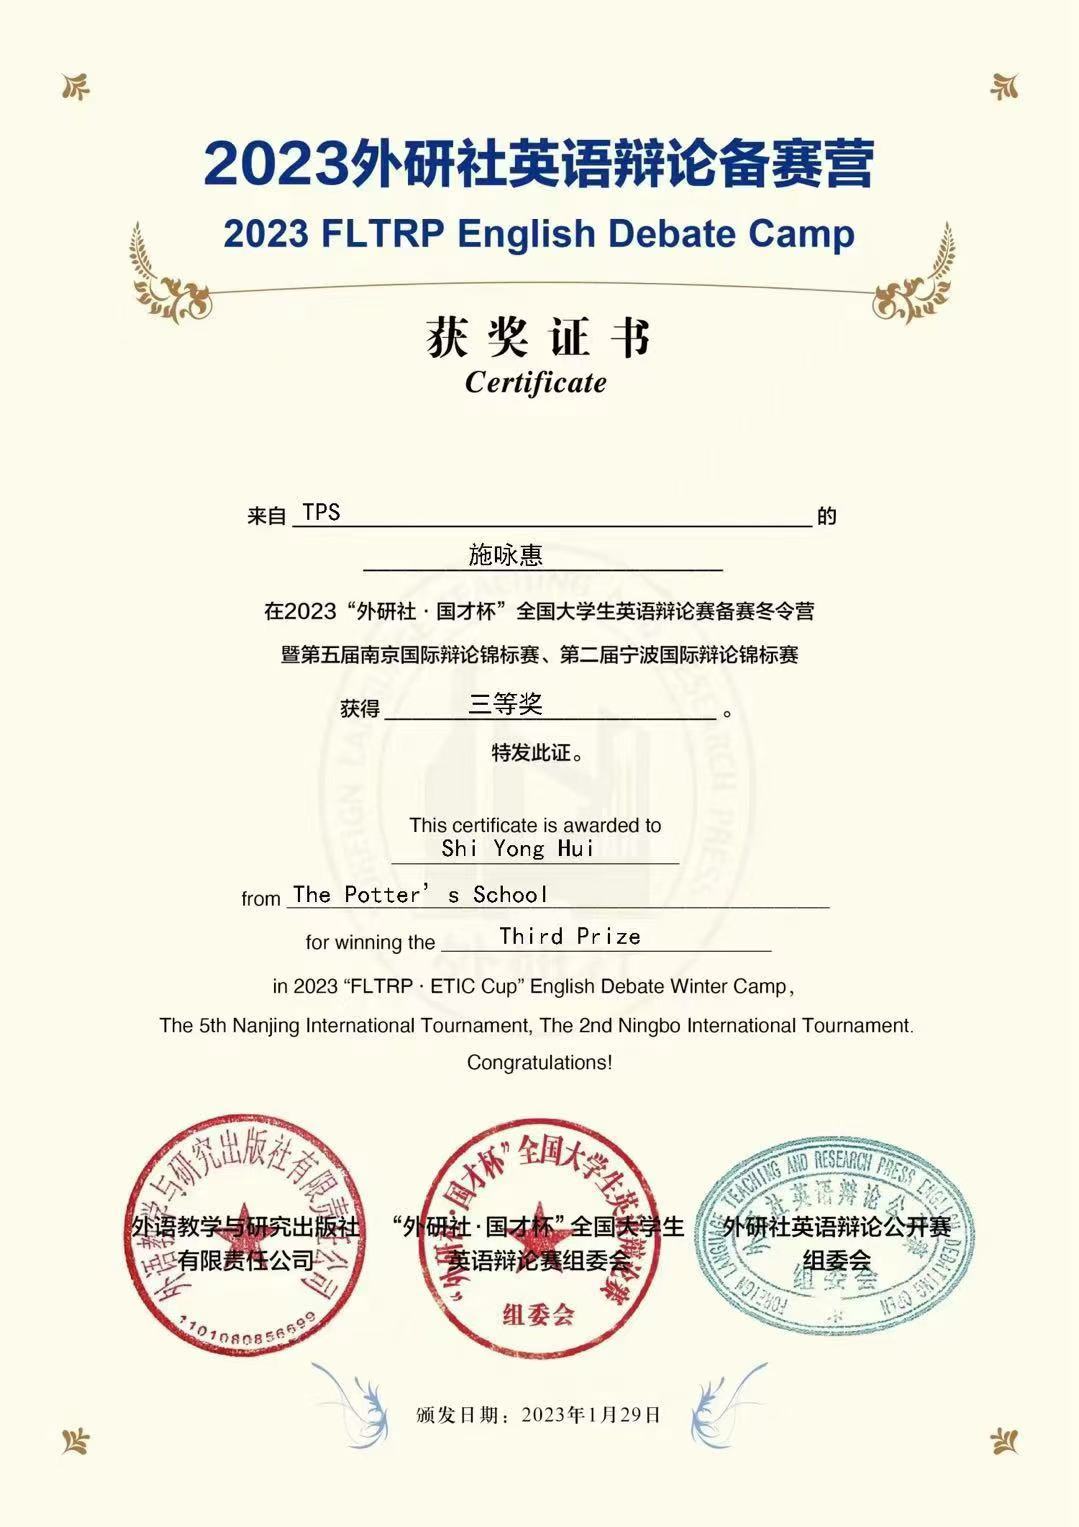 2023外研社英语辩论备赛营
2023 FLTRP English Debate Camp
获奖证书
Certificate
来自 TPS 的
施咏惠
在2023“外研社·国才杯”全国大学生英语辩论赛备赛冬令营
暨第五届南京国际辩论锦标赛、第二届宁波国际辩论锦标赛
获得 三等奖 。
特发此证。
This certificate is awarded to
Shi Yong Hui
from The Potter's School
for winning the Third Prize
in 2023 “FLTRP · ETIC Cup” English Debate Winter Camp,
The 5th Nanjing International Tournament, The 2nd Ningbo International Tournament.
Congratulations!
外语教学与研究出版社有限责任公司
1101080856699
外语教学与研究出版社
有限责任公司
“外研社·国才杯”全国大学生英语辩论赛
组委会
“外研社·国才杯”全国大学生
英语辩论赛组委会
FOREIGN LANGUAGE TEACHING AND RESEARCH PRESS ENGLISH DEBATING OPEN
外研社英语辩论公开赛
组委会
外研社英语辩论公开赛
组委会
颁发日期：2023年1月29日